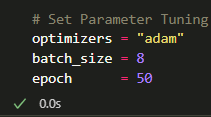 # Set Parameter Tuning
optimizers = "adam"
batch_size = 8
epoch = 50
✓ 0.0s